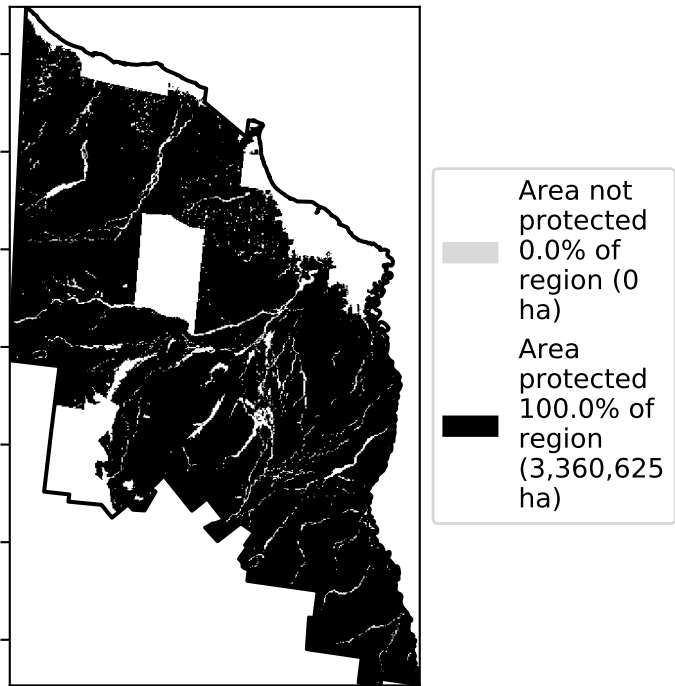 Area not
protected
0.0% of
region (0
ha)
Area
protected
100.0% of
region
(3,360,625
ha)